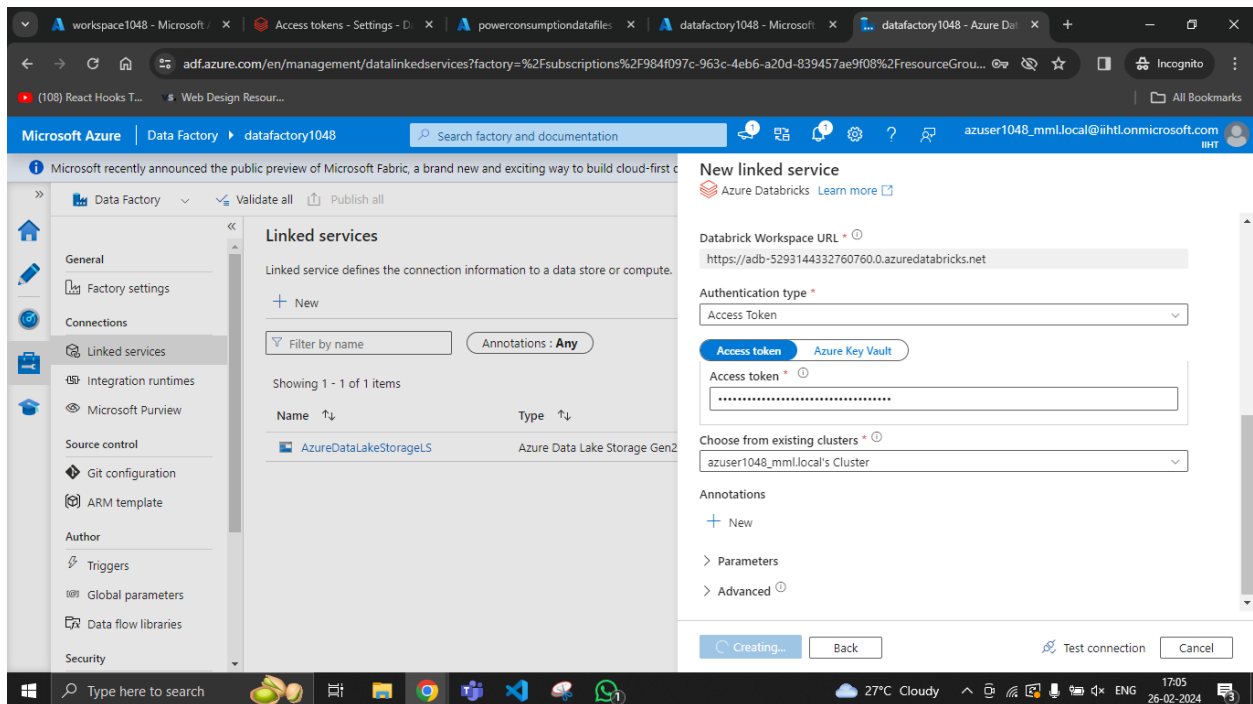 workspace1048 - Microsoft A
Access tokens - Settings - D
powerconsumptiondatafiles
datafactory1048 - Microsoft
datafactory1048 - Azure Dat
adf.azure.com/en/management/datalinkedservices?factory=%2Fsubscriptions%2F984f097c-963c-4eb6-a20d-839457ae9f08%2FresourceGrou...
Incognito
(108) React Hooks T...
VS Web Design Resour...
All Bookmarks
Microsoft Azure
Data Factory
datafactory1048
Search factory and documentation
1
1
azuser1048_mml.local@iihtl.onmicrosoft.com
IIHT
Microsoft recently announced the public preview of Microsoft Fabric, a brand new and exciting way to build cloud-first d
Data Factory
Validate all
Publish all
General
Factory settings
Connections
Linked services
Integration runtimes
Microsoft Purview
Source control
Git configuration
ARM template
Author
Triggers
Global parameters
Data flow libraries
Security
Linked services
Linked service defines the connection information to a data store or compute.
New
Filter by name
Annotations : Any
Showing 1 - 1 of 1 items
Name
Type
AzureDataLakeStorageLS
Azure Data Lake Storage Gen2
New linked service
Azure Databricks Learn more
Databrick Workspace URL *
https://adb-5293144332760760.0.azuredatabricks.net
Authentication type *
Access Token
Access token
Azure Key Vault
Access token *
••••••••••••••••••••••••••••••••••••
Choose from existing clusters *
azuser1048_mml.local's Cluster
Annotations
New
Parameters
Advanced
Creating...
Back
Test connection
Cancel
Type here to search
27°C Cloudy
ENG
17:05
26-02-2024
3